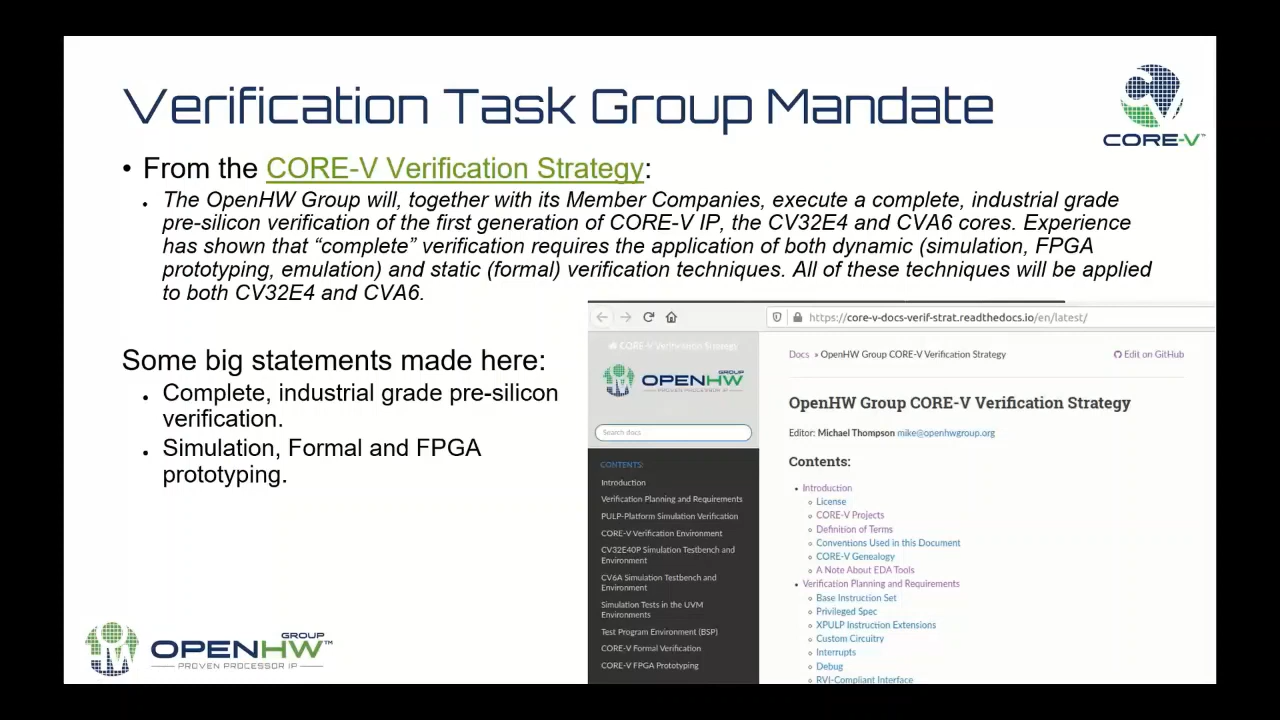 Verification Task Group Mandate
CORE-V™
• From the CORE-V Verification Strategy:
• The OpenHW Group will, together with its Member Companies, execute a complete, industrial grade
pre-silicon verification of the first generation of CORE-V IP, the CV32E4 and CVA6 cores. Experience
has shown that “complete” verification requires the application of both dynamic (simulation, FPGA
prototyping, emulation) and static (formal) verification techniques. All of these techniques will be applied
to both CV32E4 and CVA6.
Some big statements made here:
• Complete, industrial grade pre-silicon
verification.
• Simulation, Formal and FPGA
prototyping.
https://core-v-docs-verif-strat.readthedocs.io/en/latest/
CORE-V Verification Strategy
OPENHW GROUP
PROVEN PROCESSOR IP
Search docs
CONTENTS:
Introduction
Verification Planning and Requirements
PULP-Platform Simulation Verification
CORE-V Verification Environment
CV32E40P Simulation Testbench and
Environment
CV6A Simulation Testbench and
Environment
Simulation Tests in the UVM
Environments
Test Program Environment (BSP)
CORE-V Formal Verification
CORE-V FPGA Prototyping
Docs » OpenHW Group CORE-V Verification Strategy
Edit on GitHub
OpenHW Group CORE-V Verification Strategy
Editor: Michael Thompson mike@openhwgroup.org
Contents:
• Introduction
◦ License
◦ CORE-V Projects
◦ Definition of Terms
◦ Conventions Used in this Document
◦ CORE-V Genealogy
◦ A Note About EDA Tools
• Verification Planning and Requirements
◦ Base Instruction Set
◦ Privileged Spec
◦ XPULP Instruction Extensions
◦ Custom Circuitry
◦ Interrupts
◦ Debug
◦ RVI-Compliant Interface
OPENHW GROUP™
PROVEN PROCESSOR IP